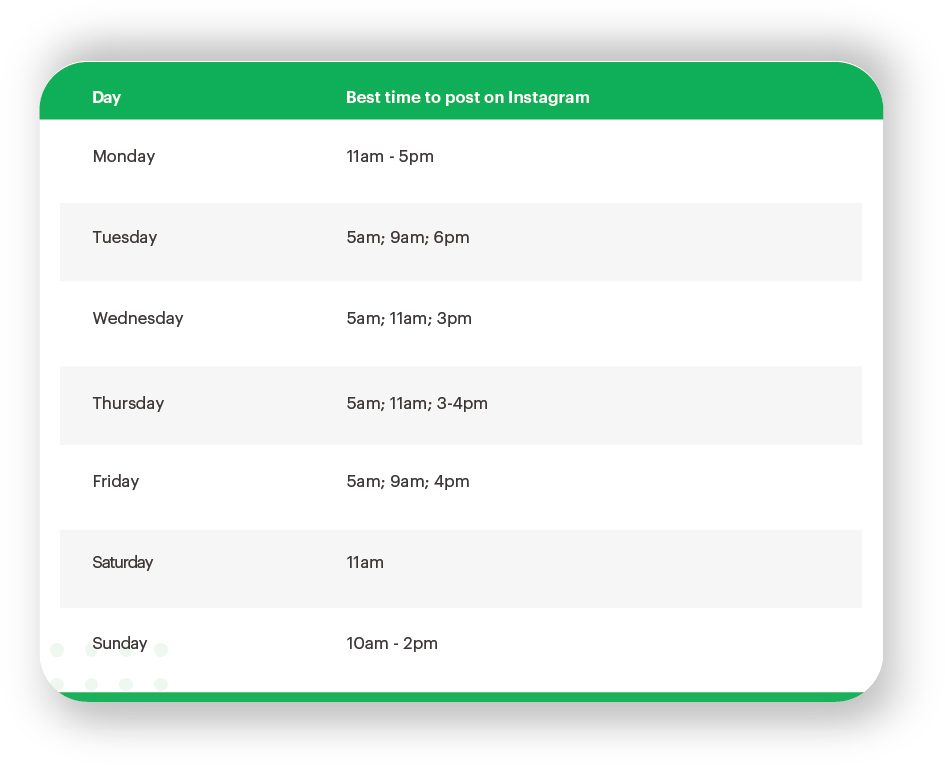 Day Best time to post on Instagram
Monday 11am - 5pm
Tuesday 5am; 9am; 6pm
Wednesday 5am; 11am; 3pm
Thursday 5am; 11am; 3-4pm
Friday 5am; 9am; 4pm
Saturday 11am
Sunday 10am - 2pm